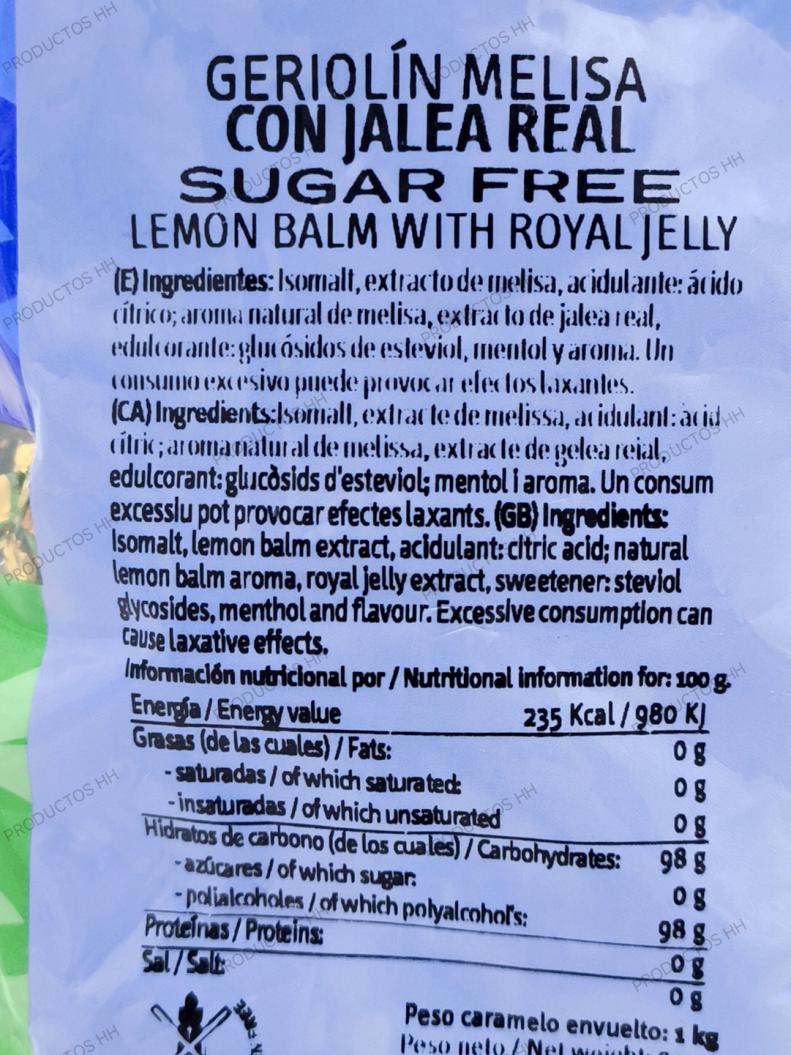 GERIOLÍN MELISA
CON JALEA REAL
SUGAR FREE
LEMON BALM WITH ROYAL JELLY
(E) Ingredientes: Isomalt, extracto de melisa, acidulante: ácido
cítrico; aroma natural de melisa, extracto de jalea real,
edulcorante: glucósidos de esteviol, mentol y aroma. Un
consumo excesivo puede provocar efectos laxantes.
(CA) Ingredients: Isomalt, extracte de melissa, acidulant: àcid
cítric; aroma natural de melissa, extracte de gelea reial,
edulcorant: glucòsids d'esteviol; mentol i aroma. Un consum
excessiu pot provocar efectes laxants. (GB) Ingredients:
Isomalt, lemon balm extract, acidulant: citric acid; natural
lemon balm aroma, royal jelly extract, sweetener: steviol
glycosides, menthol and flavour. Excessive consumption can
cause laxative effects.
Información nutricional por / Nutritional information for: 100 g.
Energía / Energy value 235 Kcal / 980 KJ
Grasas (de las cuales) / Fats: 0 g
- saturadas / of which saturated: 0 g
- insaturadas / of which unsaturated 0 g
Hidratos de carbono (de los cuales) / Carbohydrates: 98 g
- azúcares / of which sugar: 0 g
- polialcoholes / of which polyalcohol's: 98 g
Proteínas / Proteins: 0 g
Sal / Salt: 0 g
Peso caramelo envuelto: 1 kg
Peso neto / Net weight:
PRODUCTOS HH